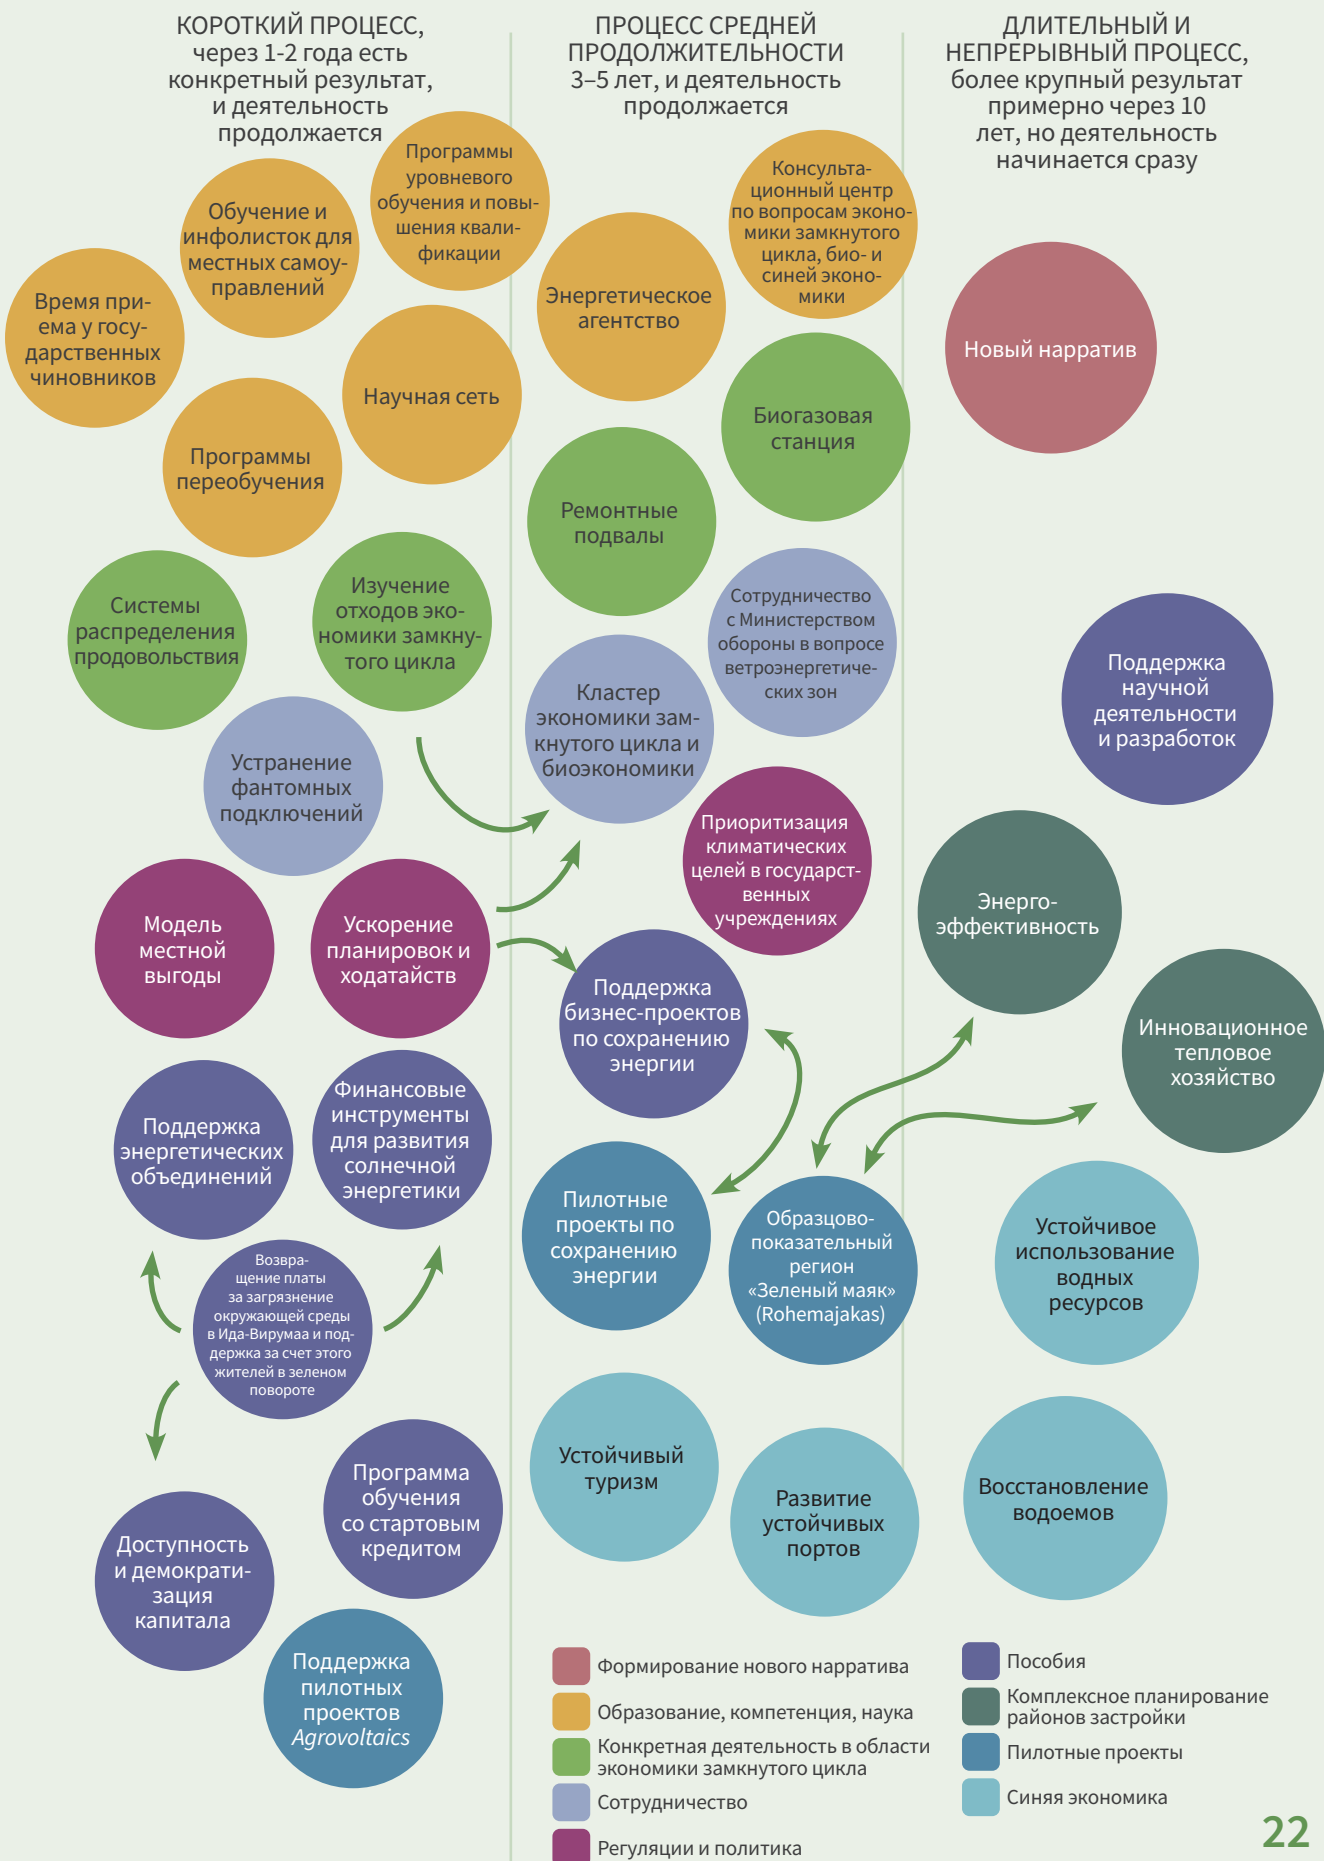 КОРОТКИЙ ПРОЦЕСС,
через 1-2 года есть
конкретный результат,
и деятельность
продолжается
ПРОЦЕСС СРЕДНЕЙ
ПРОДОЛЖИТЕЛЬНОСТИ
3–5 лет, и деятельность
продолжается
ДЛИТЕЛЬНЫЙ И
НЕПРЕРЫВНЫЙ ПРОЦЕСС,
более крупный результат
примерно через 10
лет, но деятельность
начинается сразу
Программы
уровневого
обучения и повы-
шения квали-
фикации
Обучение и
инфолисток для
местных самоу-
правлений
Время при-
ема у госу-
дарственных
чиновников
Научная сеть
Программы
переобучения
Системы
распределения
продовольствия
Изучение
отходов эко-
номики замкну-
того цикла
Устранение
фантомных
подключений
Модель
местной
выгоды
Ускорение
планировок и
ходатайств
Поддержка
энергетических
объединений
Финансовые
инструменты
для развития
солнечной
энергетики
Возвра-
щение платы
за загрязнение
окружающей среды
в Ида-Вирумаа и под-
держка за счет этого
жителей в зеленом
повороте
Программа
обучения
со стартовым
кредитом
Доступность
и демократи-
зация
капитала
Поддержка
пилотных
проектов
Agrovoltaics
Консульта-
ционный центр
по вопросам эконо-
мики замкнутого
цикла, био- и
синей эконо-
мики
Энергетическое
агентство
Биогазовая
станция
Ремонтные
подвалы
Сотрудничество
с Министерством
обороны в вопросе
ветроэнергетиче-
ских зон
Кластер
экономики зам-
кнутого цикла и
биоэкономики
Приоритизация
климатических
целей в государст-
венных
учреждениях
Поддержка
бизнес-проектов
по сохранению
энергии
Пилотные
проекты по
сохранению
энергии
Образцово-
показательный
регион
«Зеленый маяк»
(Rohemajakas)
Устойчивый
туризм
Развитие
устойчивых
портов
Новый нарратив
Поддержка
научной
деятельности
и разработок
Энерго-
эффективность
Инновационное
тепловое
хозяйство
Устойчивое
использование
водных
ресурсов
Восстановление
водоемов
Формирование нового нарратива
Образование, компетенция, наука
Конкретная деятельность в области
экономики замкнутого цикла
Сотрудничество
Регуляции и политика
Пособия
Комплексное планирование
районов застройки
Пилотные проекты
Синяя экономика
22